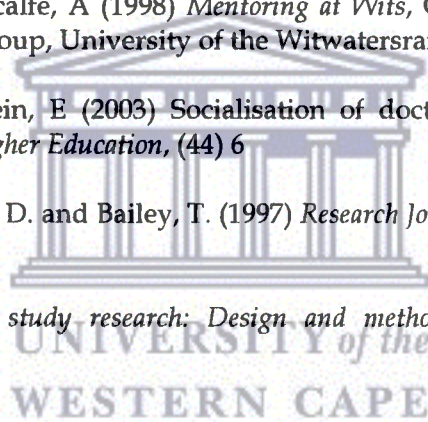 calfe, A (1998) Mentoring at Wits, C
oup, University of the Witwatersra
ein, E (2003) Socialisation of doct
gher Education, (44) 6
D. and Bailey, T. (1997) Research Jo
study research: Design and metho
UNIVERSITY of the
WESTERN CAPE